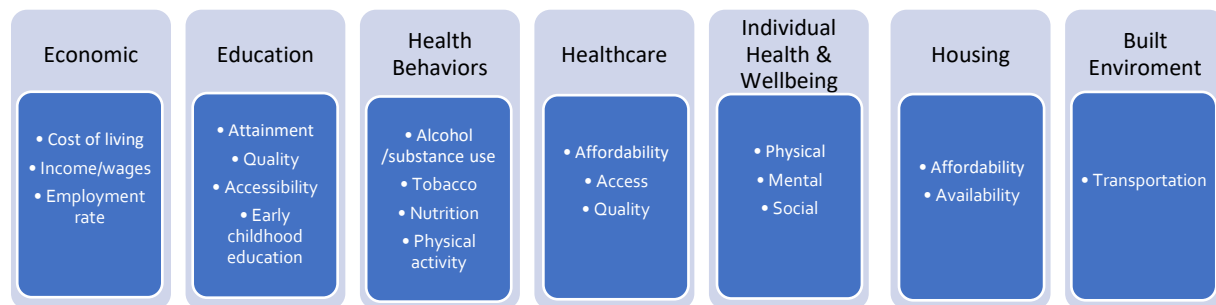 Economic
• Cost of living
• Income/wages
• Employment
rate
Education
• Attainment
• Quality
• Accessibility
• Early
childhood
education
Health
Behaviors
• Alcohol
/substance use
• Tobacco
• Nutrition
• Physical
activity
Healthcare
• Affordability
• Access
• Quality
Individual
Health &
Wellbeing
• Physical
• Mental
• Social
Housing
• Affordability
• Availability
Built
Enviroment
• Transportation